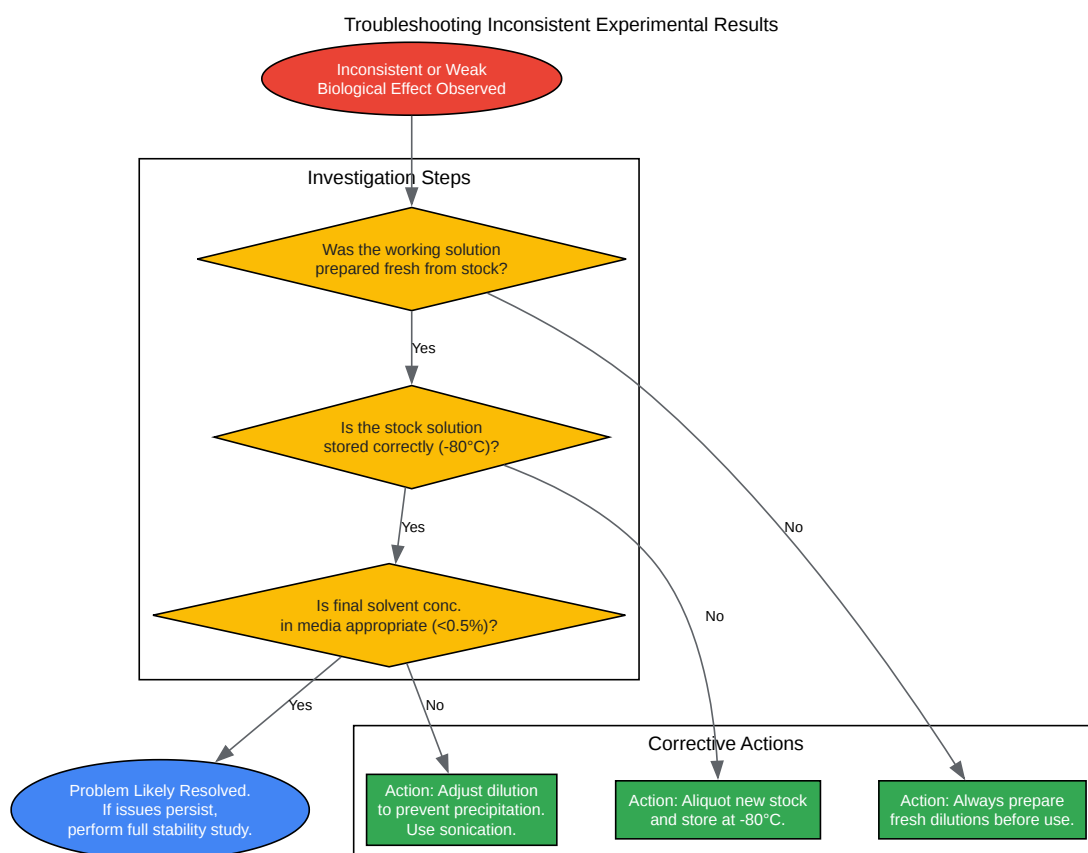 Troubleshooting Inconsistent Experimental Results
Inconsistent or Weak
Biological Effect Observed
Investigation Steps
Was the working solution
prepared fresh from stock?
Yes
Is the stock solution
stored correctly (-80°C)?
Yes
No
Is final solvent conc.
in media appropriate (<0.5%)?
No
Yes
No
Corrective Actions
Problem Likely Resolved.
If issues persist,
perform full stability study.
Action: Adjust dilution
to prevent precipitation.
Use sonication.
Action: Aliquot new stock
and store at -80°C.
Action: Always prepare
fresh dilutions before use.